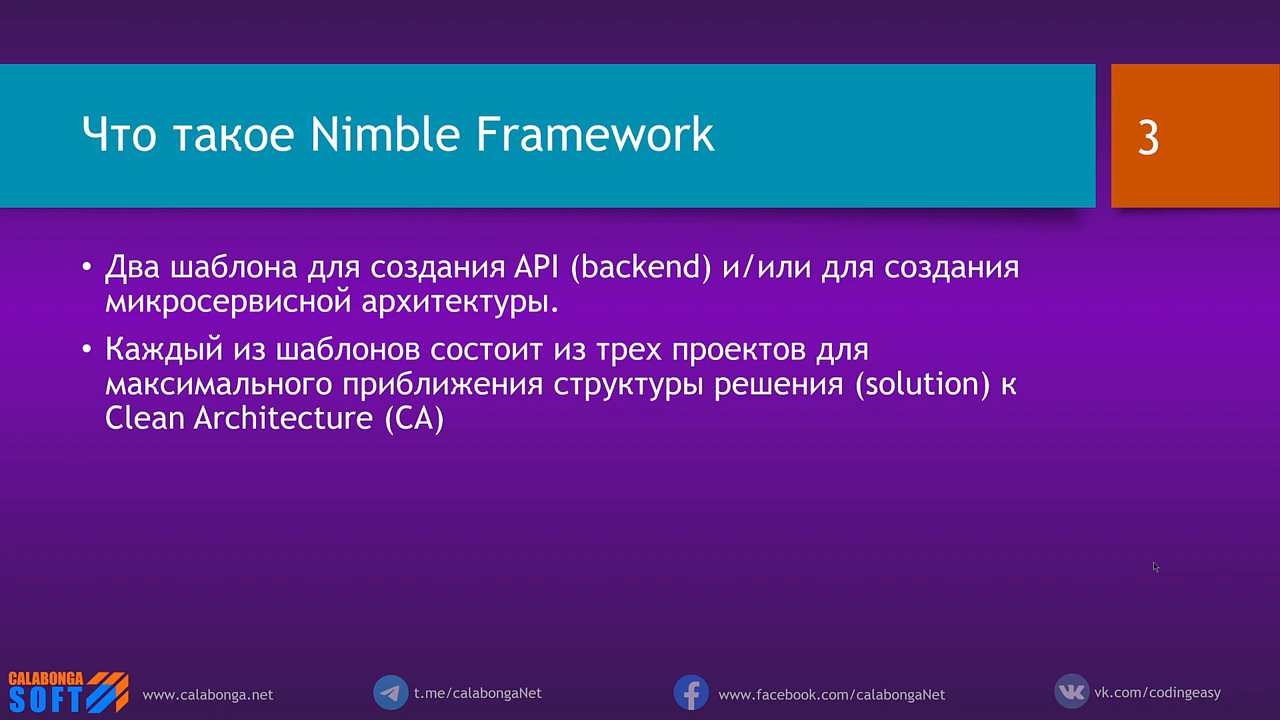 Что такое Nimble Framework
3
• Два шаблона для создания API (backend) и/или для создания
микросервисной архитектуры.
• Каждый из шаблонов состоит из трех проектов для
максимального приближения структуры решения (solution) к
Clean Architecture (CA)
CALABONGA
SOFT
www.calabonga.net
t.me/calabongaNet
www.facebook.com/calabongaNet
vk.com/codingeasy